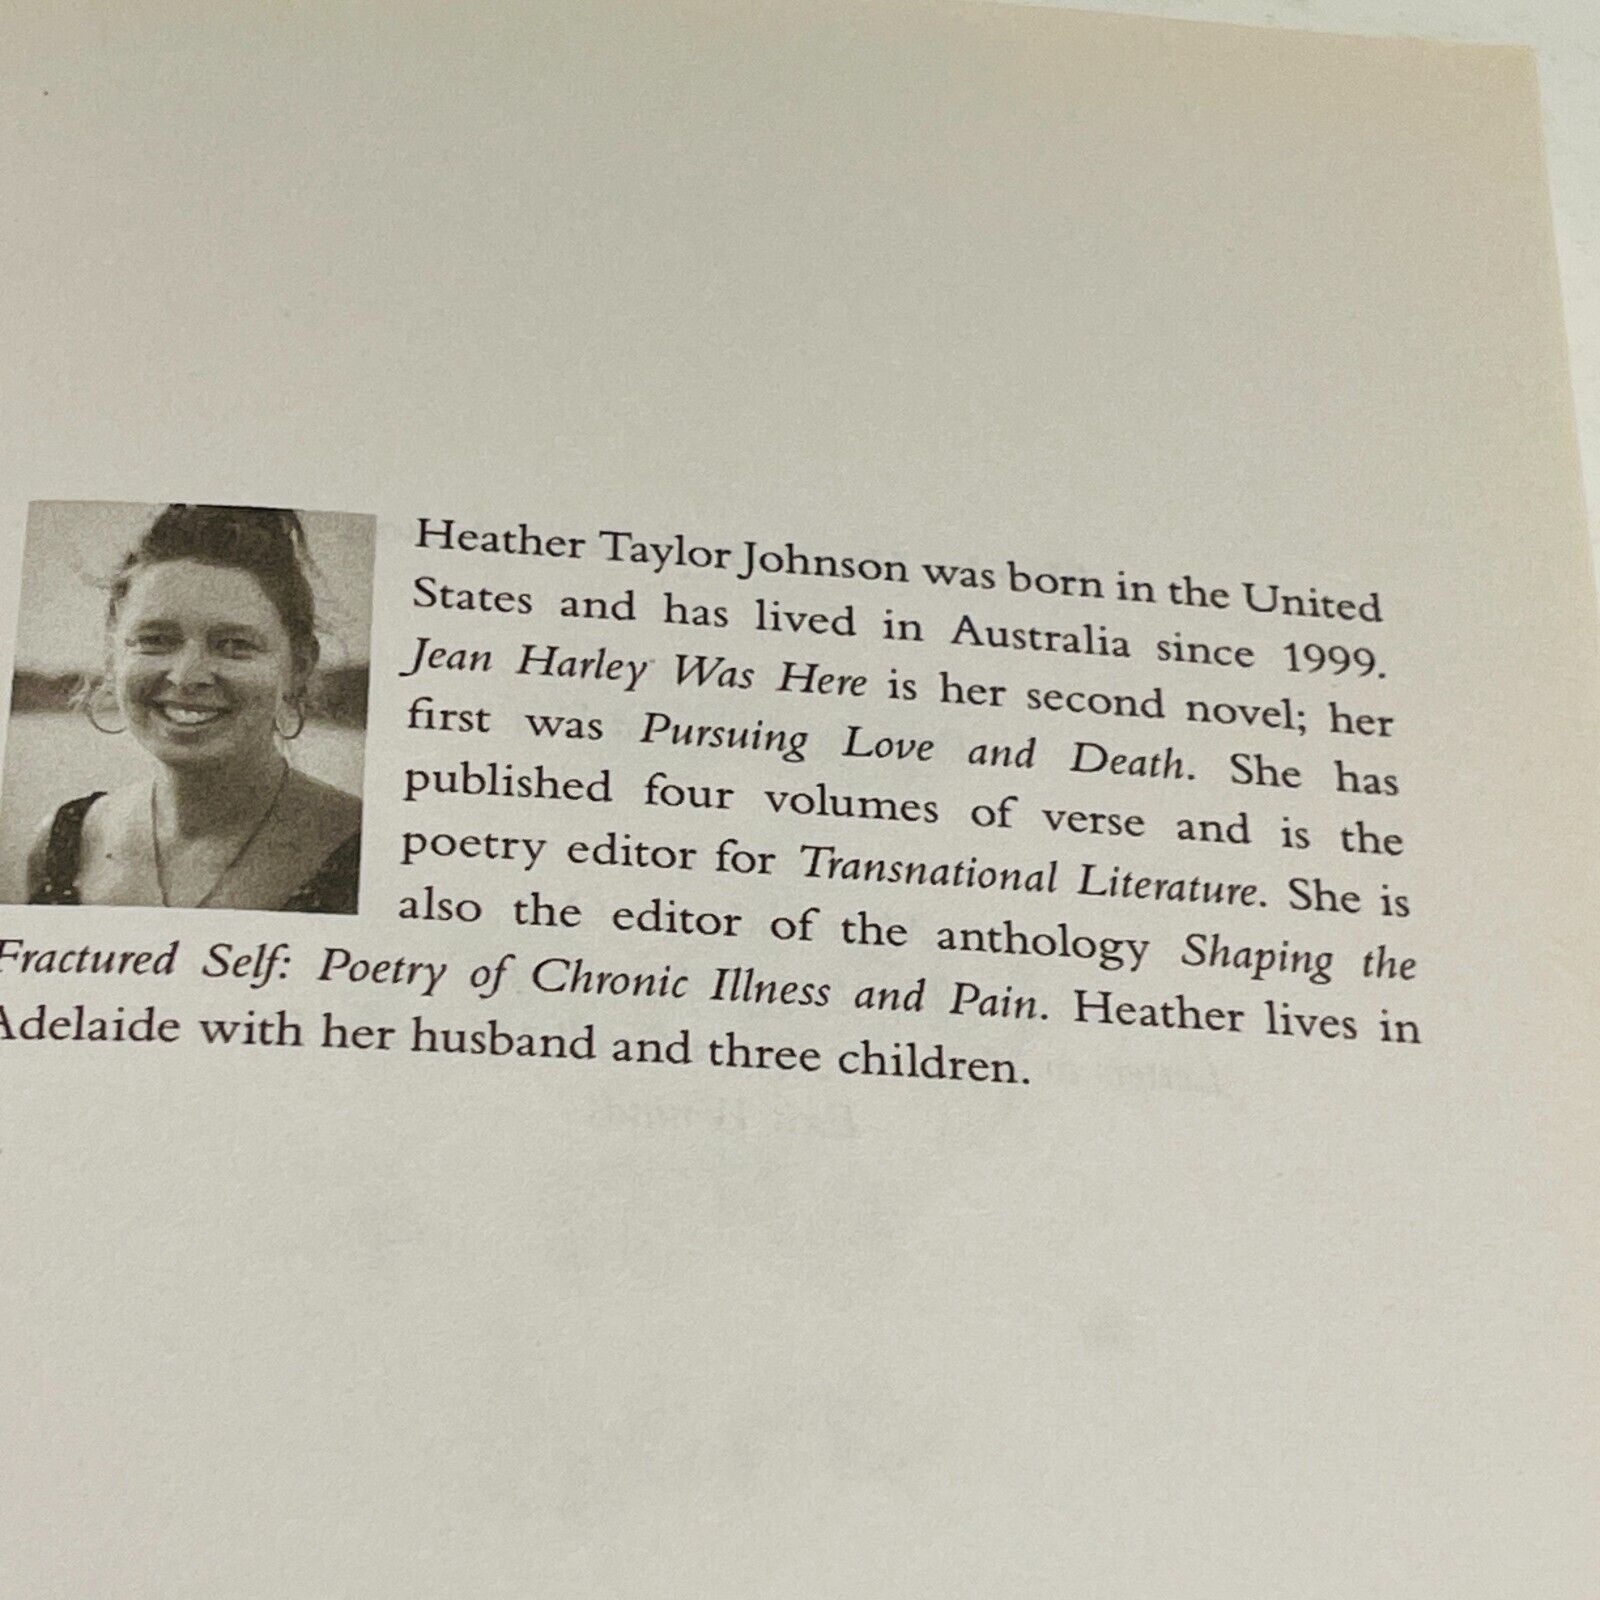 Heather Taylor Johnson was born in the United
States and has lived in Australia since 1999.
Jean Harley Was Here is her second novel; her
first was Pursuing Love and Death. She has
published four volumes of verse and is the
poetry editor for Transnational Literature. She is
also the editor of the anthology Shaping the
Fractured Self: Poetry of Chronic Illness and Pain. Heather lives in
Adelaide with her husband and three children.